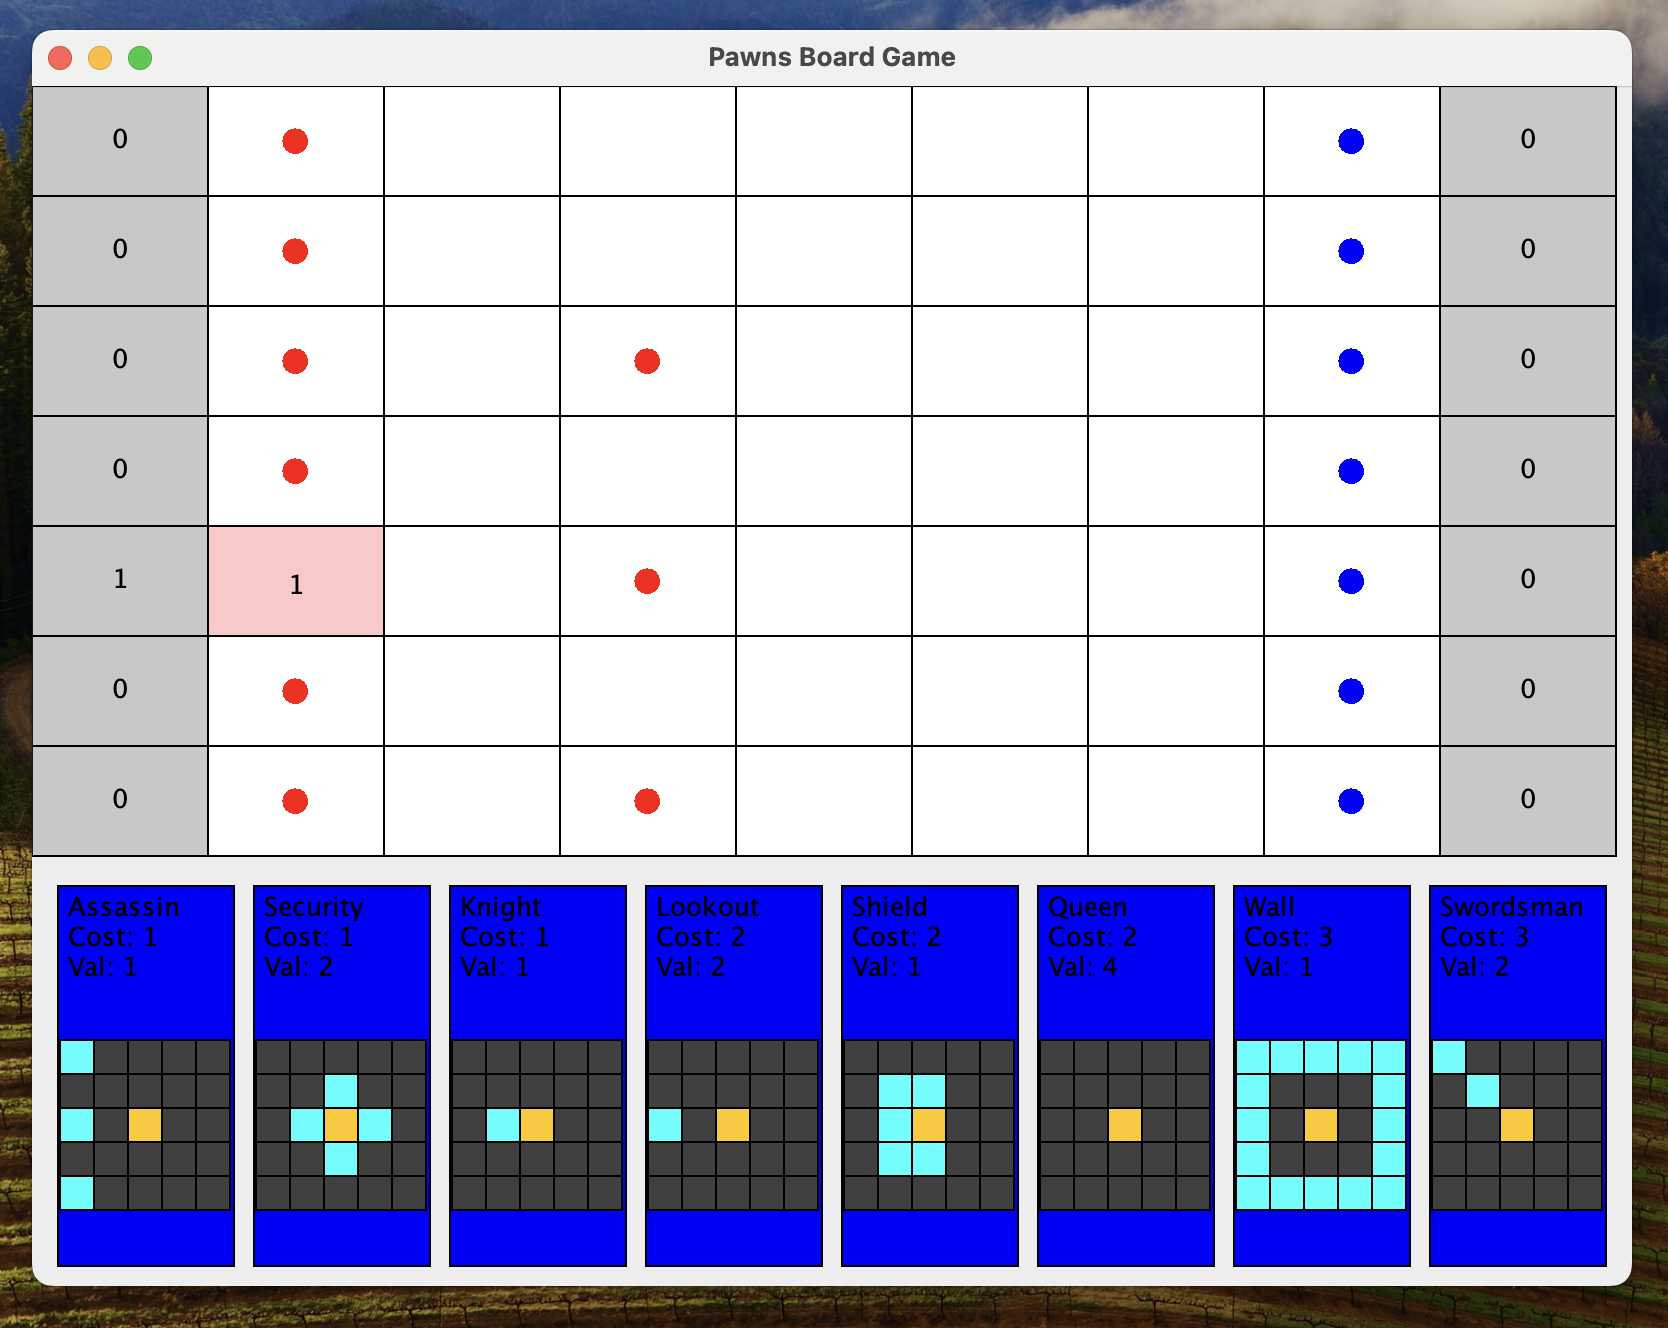 Pawns Board Game
0 0
0 0
0 0
0 0
1 1 0
0 0
0 0
Assassin
Cost: 1
Val: 1
Security
Cost: 1
Val: 2
Knight
Cost: 1
Val: 1
Lookout
Cost: 2
Val: 2
Shield
Cost: 2
Val: 1
Queen
Cost: 2
Val: 4
Wall
Cost: 3
Val: 1
Swordsman
Cost: 3
Val: 2